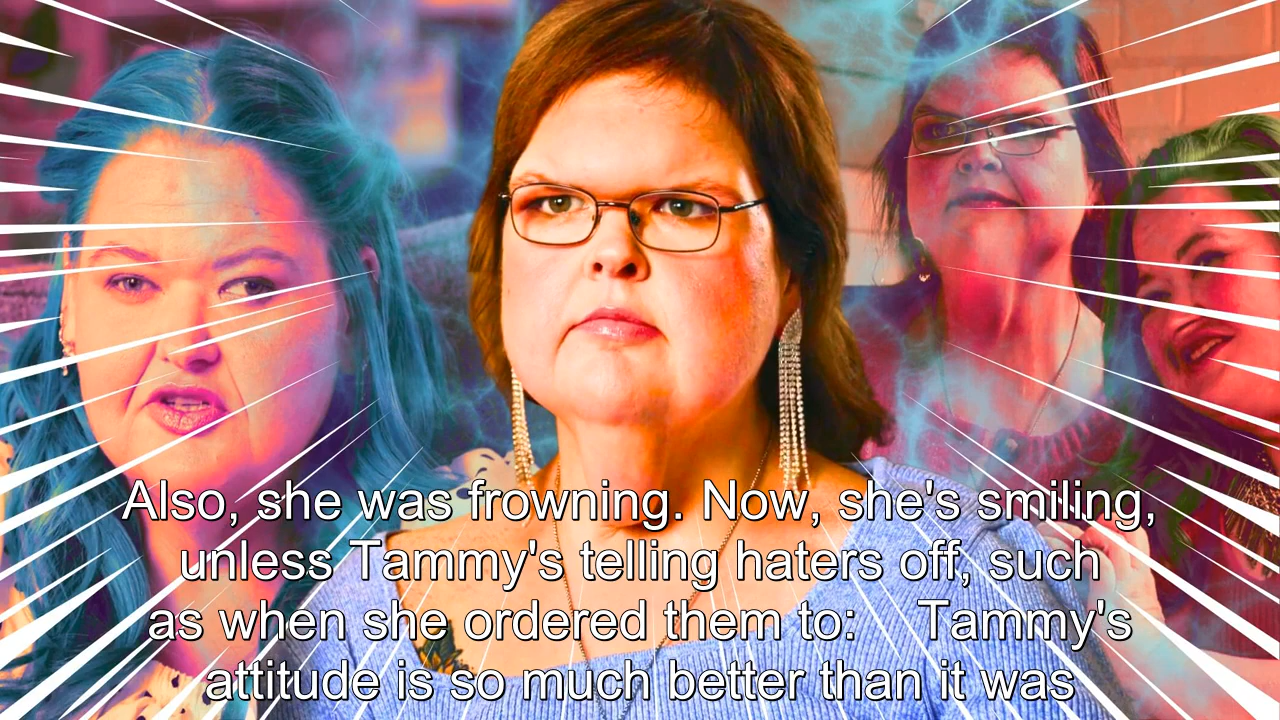 Also, she was frowning. Now, she's smiling,
unless Tammy's telling haters off, such
as when she ordered them to: Tammy's
attitude is so much better than it was